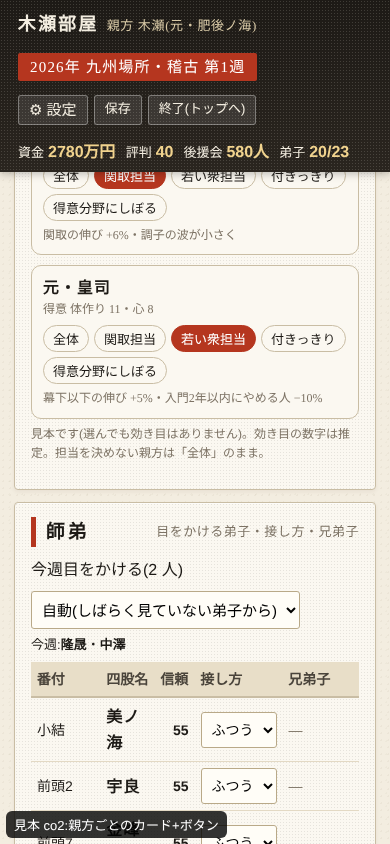 木瀬部屋 親方 木瀬(元・肥後ノ海)
2026年 九州場所・稽古 第1週
⚙ 設定 保存 終了(トップへ)
資金 2780万円 評判 40 後援会 580人 弟子 20/23
全体 関取担当 若い衆担当 付きっきり
得意分野にしぼる
関取の伸び +6%・調子の波が小さく
元・皇司
得意 体作り 11・心 8
全体 関取担当 若い衆担当 付きっきり
得意分野にしぼる
幕下以下の伸び +5%・入門2年以内にやめる人 −10%
見本です(選んでも効き目はありません)。効き目の数字は推
定。担当を決めない親方は「全体」のまま。
師弟 目をかける弟子・接し方・兄弟子
今週目をかける(2 人)
自動(しばらく見ていない弟子から)
今週:隆晟・中澤
番付 四股名 信頼 接し方 兄弟子
小結 美ノ海 55 ふつう —
前頭2 宇良 55 ふつう —
見本 co2:親方ごとのカード+ボタン
前頭7 55 ふつう —